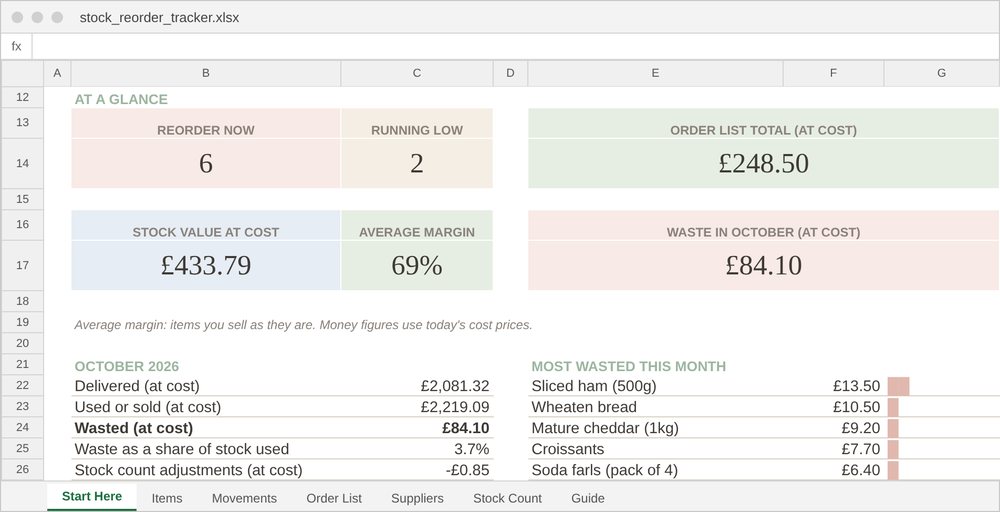 stock_reorder_tracker.xlsx
fx
A B C D E F G
12 AT A GLANCE
13 REORDER NOW RUNNING LOW ORDER LIST TOTAL (AT COST)
14 6 2 £248.50
15
16 STOCK VALUE AT COST AVERAGE MARGIN WASTE IN OCTOBER (AT COST)
17 £433.79 69% £84.10
18
19 Average margin: items you sell as they are. Money figures use today's cost prices.
20
21 OCTOBER 2026 MOST WASTED THIS MONTH
22 Delivered (at cost) £2,081.32 Sliced ham (500g) £13.50
23 Used or sold (at cost) £2,219.09 Wheaten bread £10.50
24 Wasted (at cost) £84.10 Mature cheddar (1kg) £9.20
25 Waste as a share of stock used 3.7% Croissants £7.70
26 Stock count adjustments (at cost) -£0.85 Soda farls (pack of 4) £6.40
Start Here Items Movements Order List Suppliers Stock Count Guide